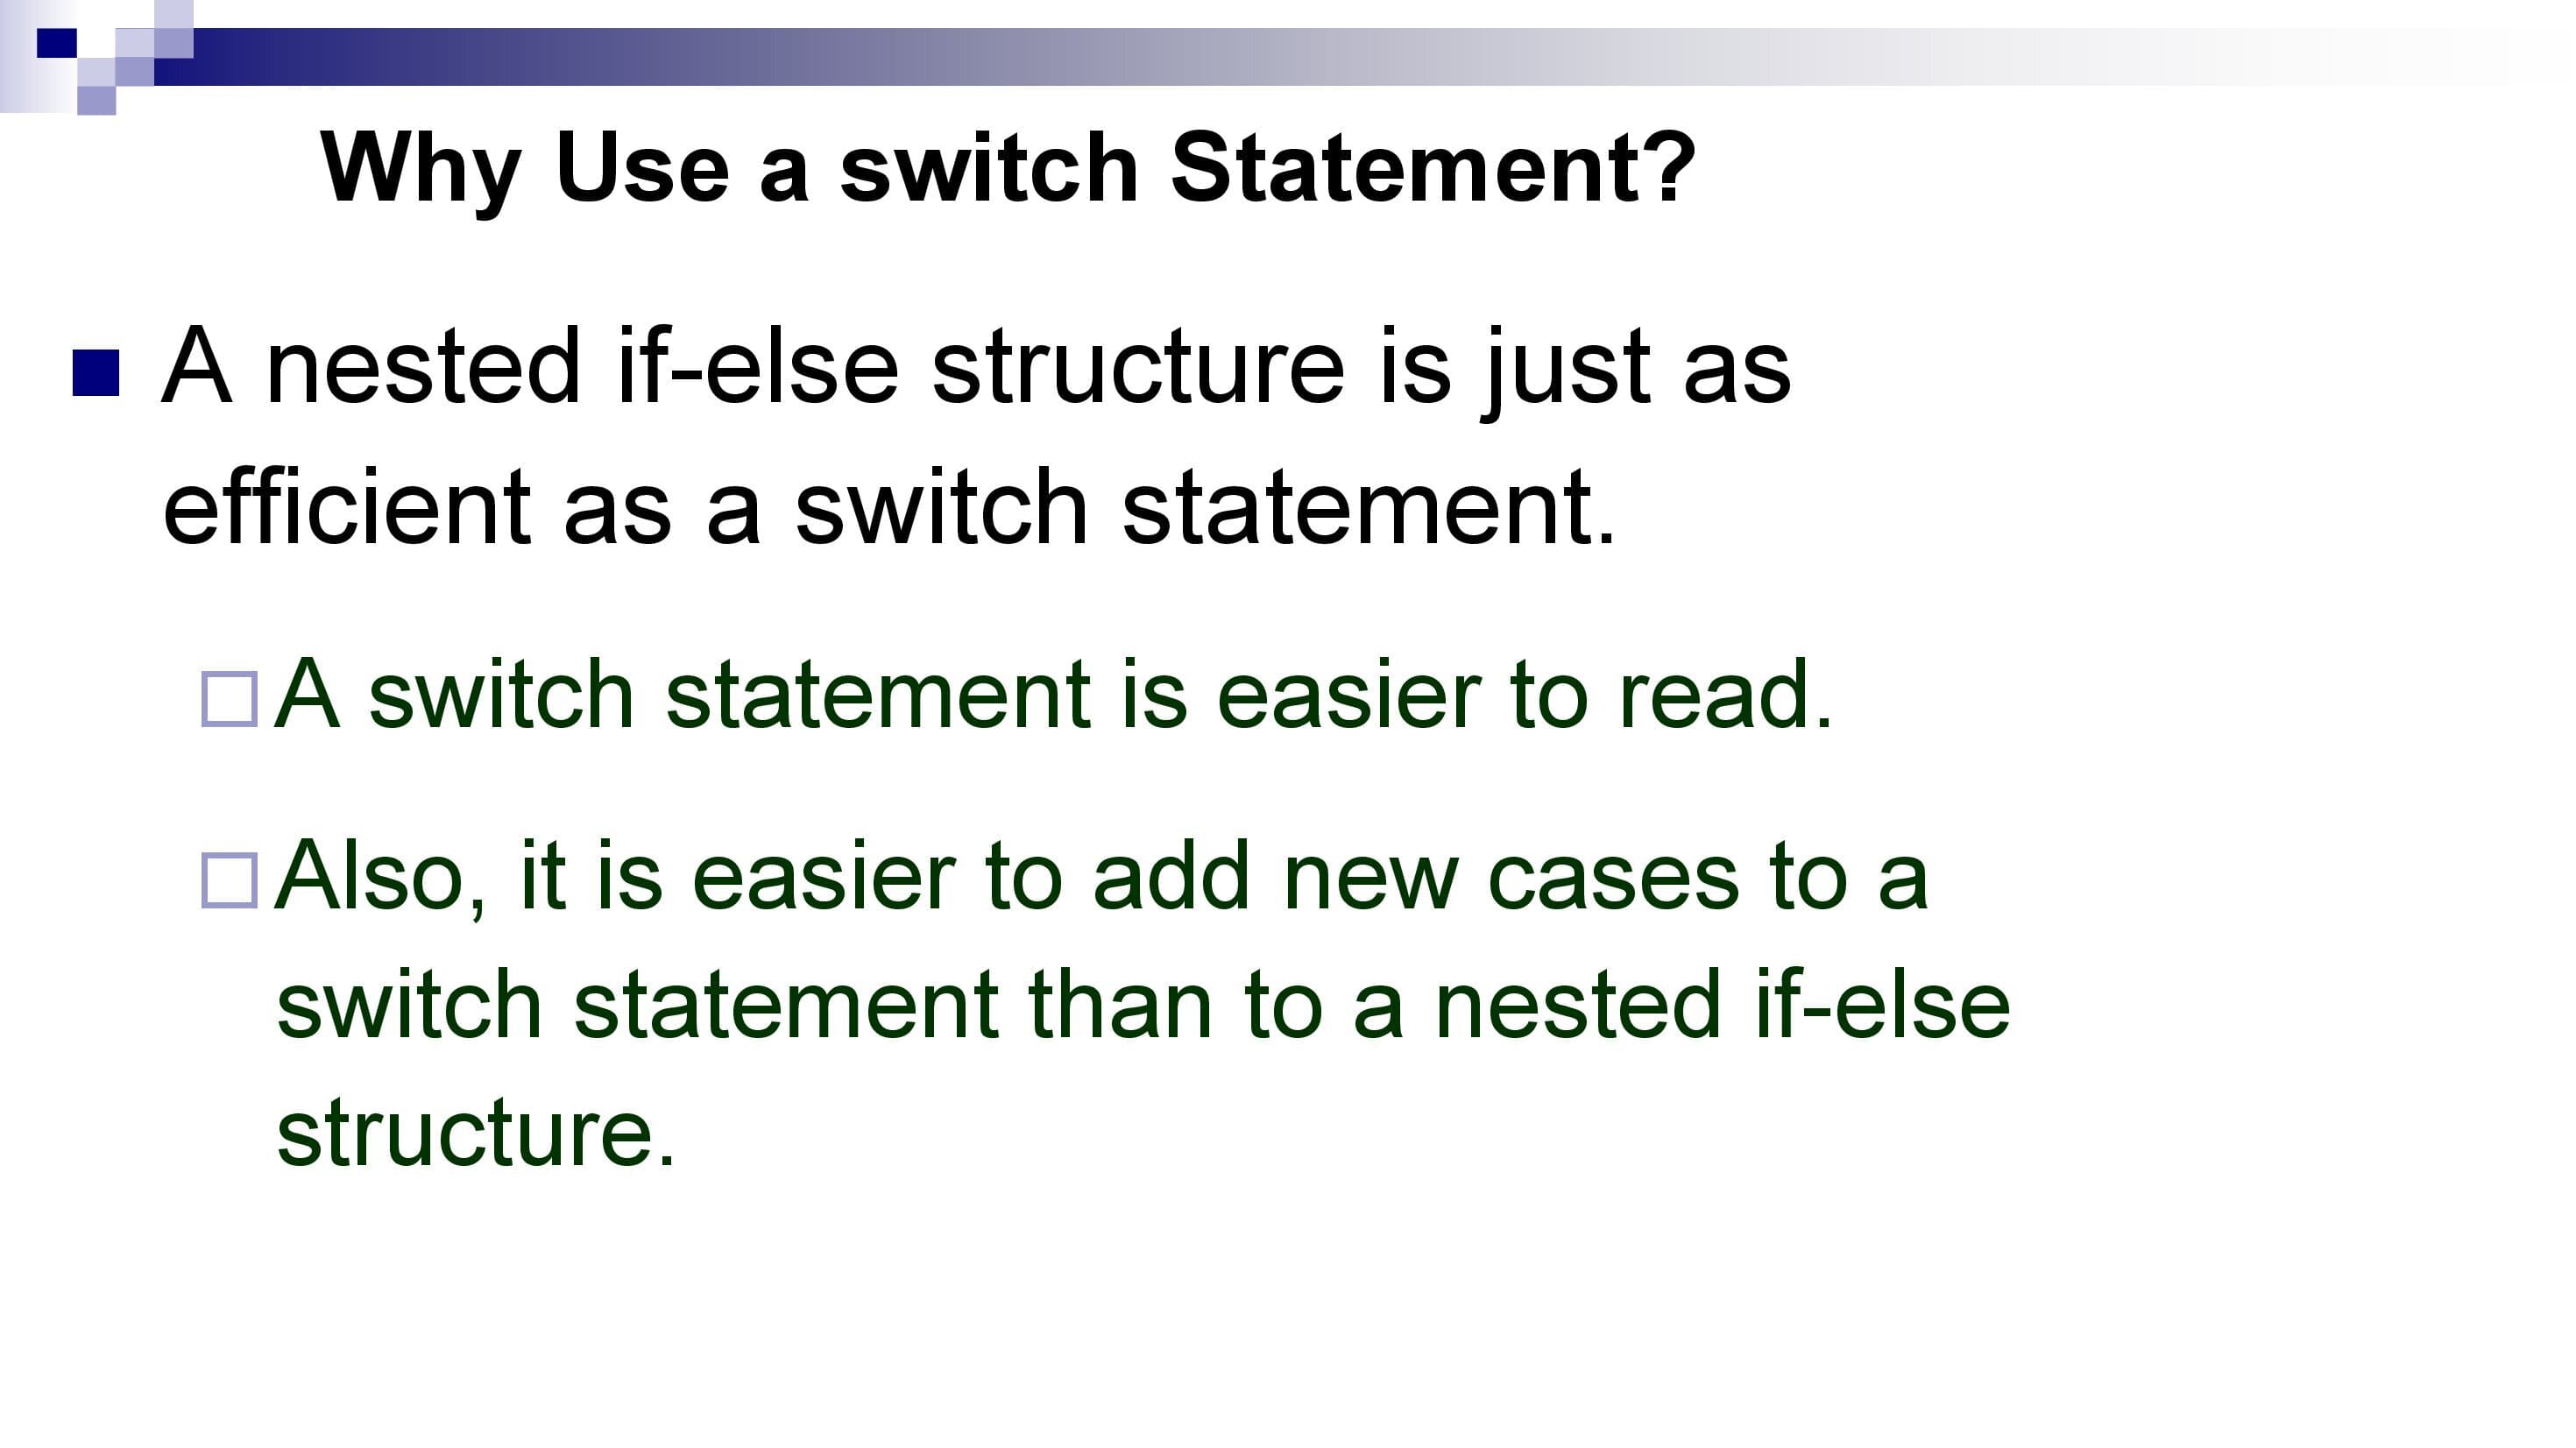 Why Use a switch Statement?
A nested if-else structure is just as
efficient as a switch statement.
A switch statement is easier to read.
Also, it is easier to add new cases to a
switch statement than to a nested if-else
structure.